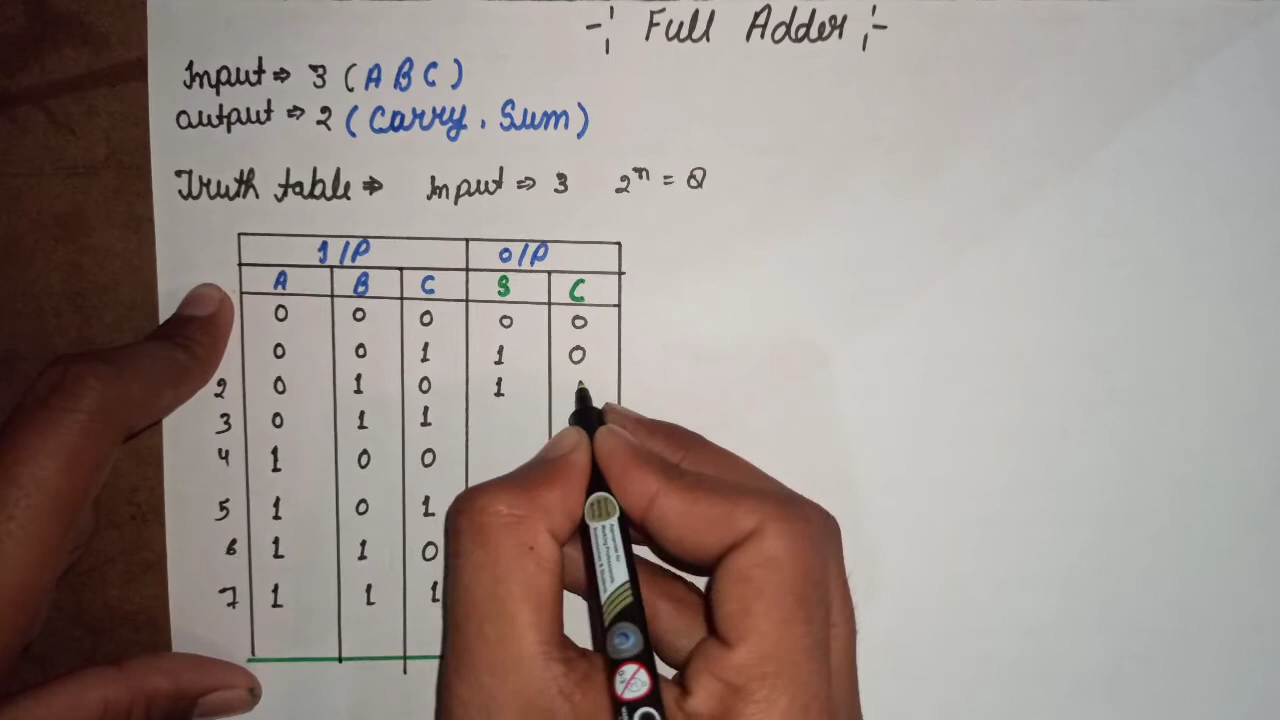 -¦ Full Adder ¦-
Input ⇒ 3 (A B C)
output ⇒ 2 (Carry, Sum)
Truth table ⇒ Input ⇒ 3 2ⁿ = 8
1/P 0/P
A B C S C
0 0 0 0 0
0 0 1 1 0
2 0 1 0 1
3 0 1 1
4 1 0 0
5 1 0 1
6 1 1 0
7 1 1 1